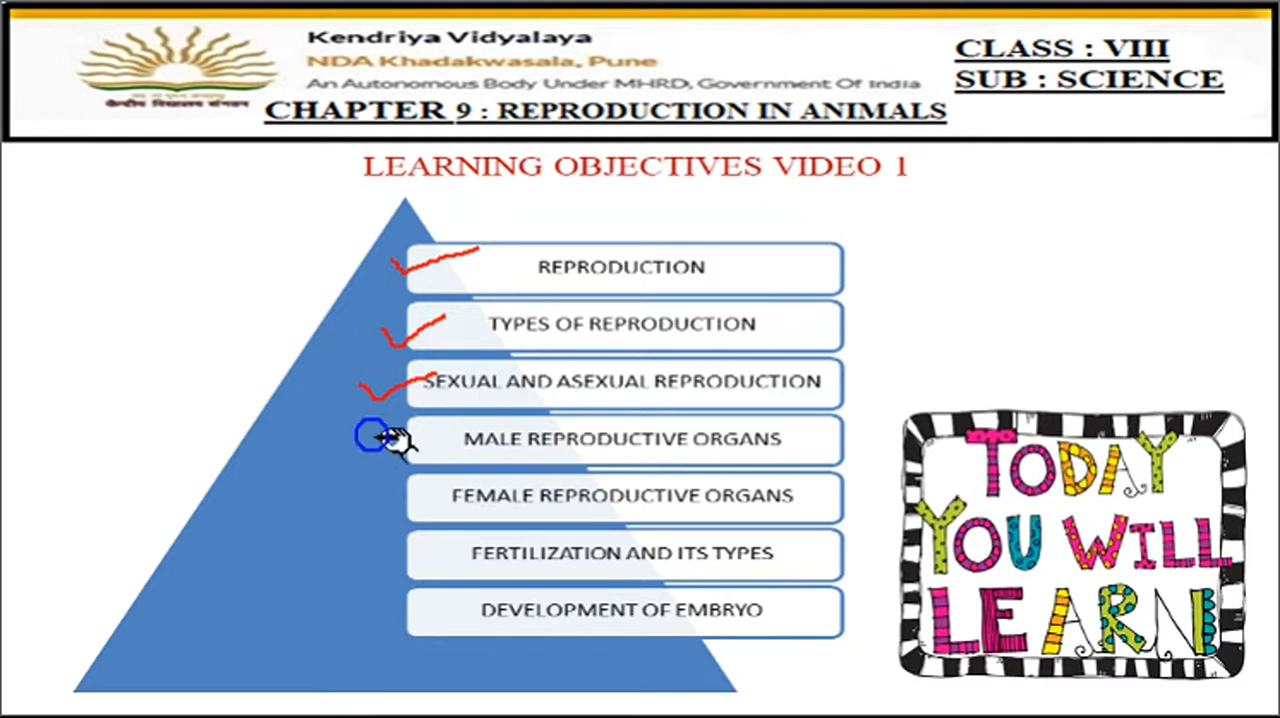 Kendriya Vidyalaya
NDA Khadakwasala, Pune
An Autonomous Body Under MHRD, Government Of India
केन्द्रीय विद्यालय संगठन
CLASS : VIII
SUB : SCIENCE
CHAPTER 9 : REPRODUCTION IN ANIMALS
LEARNING OBJECTIVES VIDEO 1
REPRODUCTION
TYPES OF REPRODUCTION
SEXUAL AND ASEXUAL REPRODUCTION
MALE REPRODUCTIVE ORGANS
FEMALE REPRODUCTIVE ORGANS
FERTILIZATION AND ITS TYPES
DEVELOPMENT OF EMBRYO
TODAY
YOU WILL
LEARN